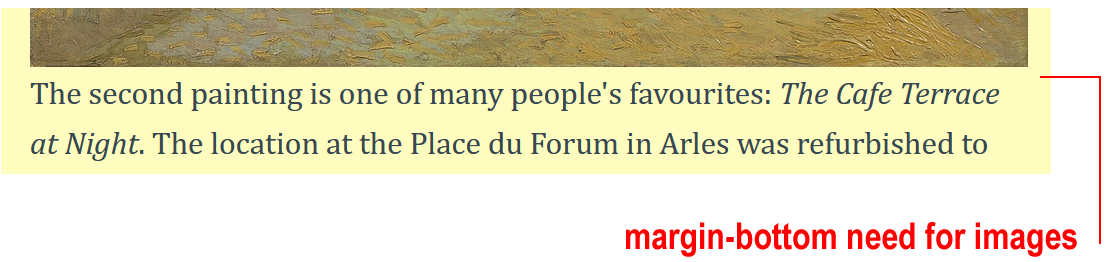 The second painting is one of many people's favourites: The Cafe Terrace
at Night. The location at the Place du Forum in Arles was refurbished to
margin-bottom need for images